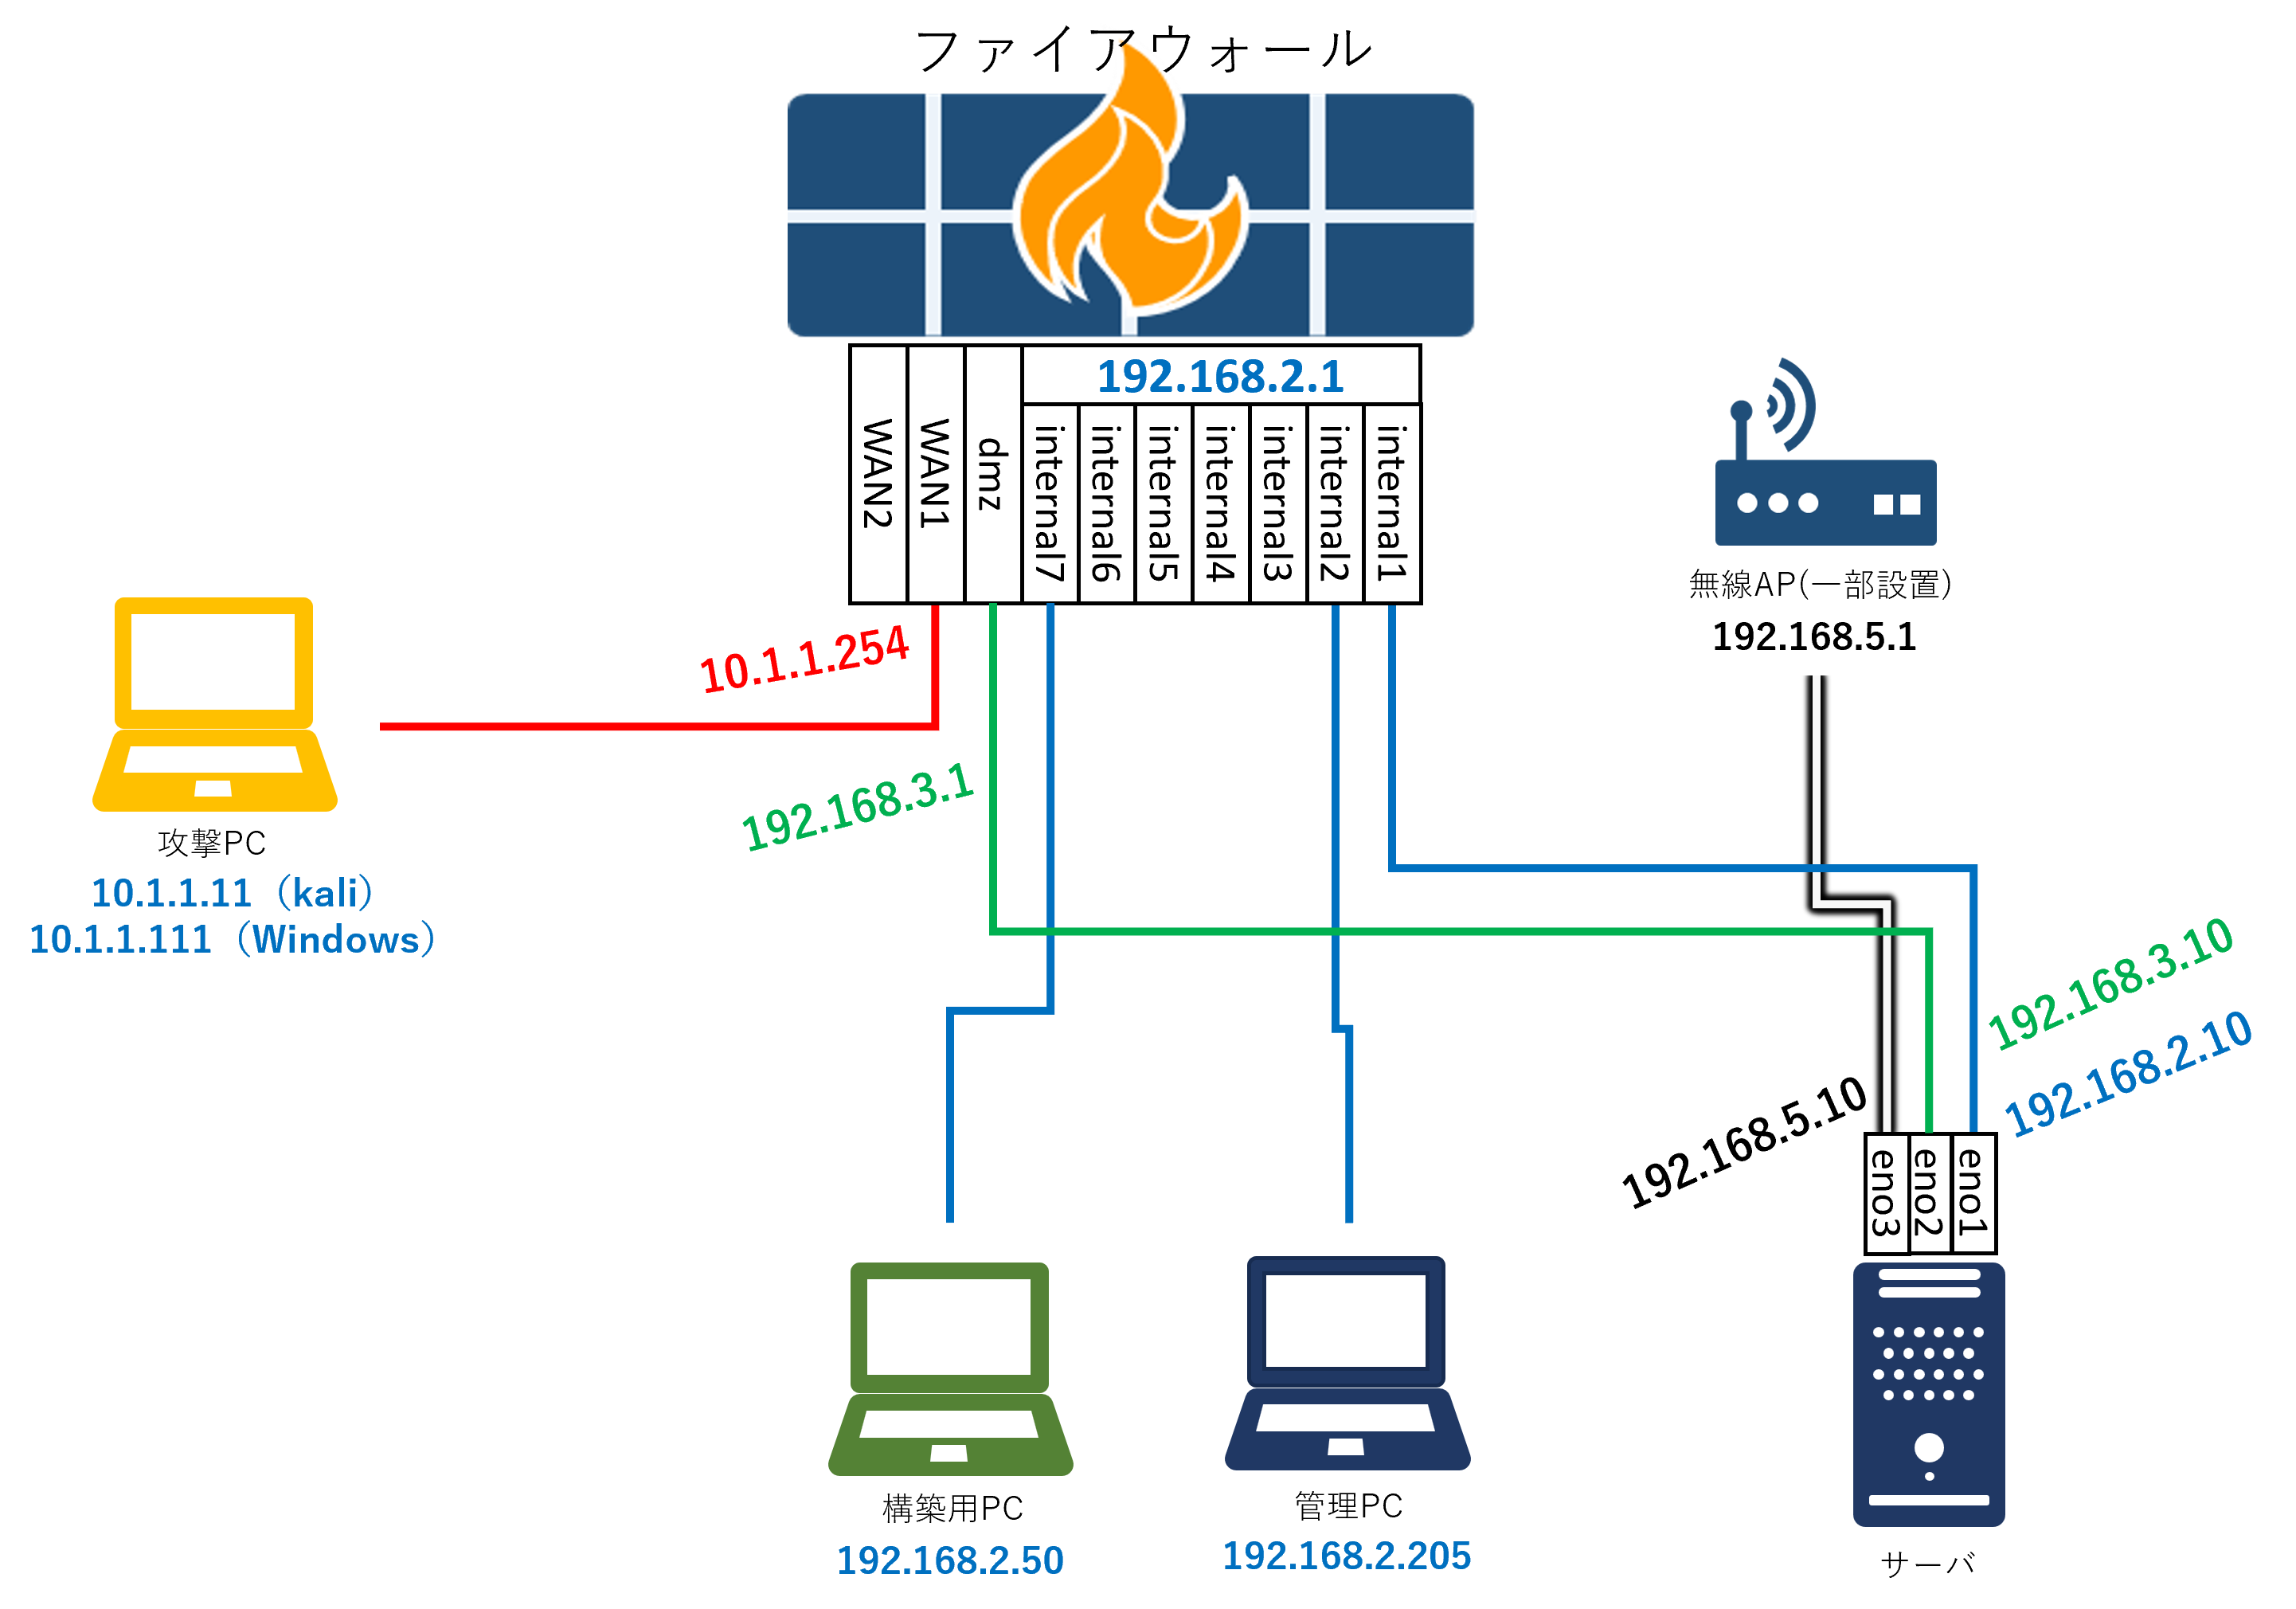 ファイアウォール
192.168.2.1
WAN2
WAN1
dmz
internal7
internal6
internal5
internal4
internal3
internal2
internal1
無線AP(一部設置)
192.168.5.1
10.1.1.254
192.168.3.1
攻撃PC
10.1.1.11（kali）
10.1.1.111（Windows）
192.168.3.10
192.168.2.10
192.168.5.10
eno3
eno2
eno1
構築用PC
192.168.2.50
管理PC
192.168.2.205
サーバ